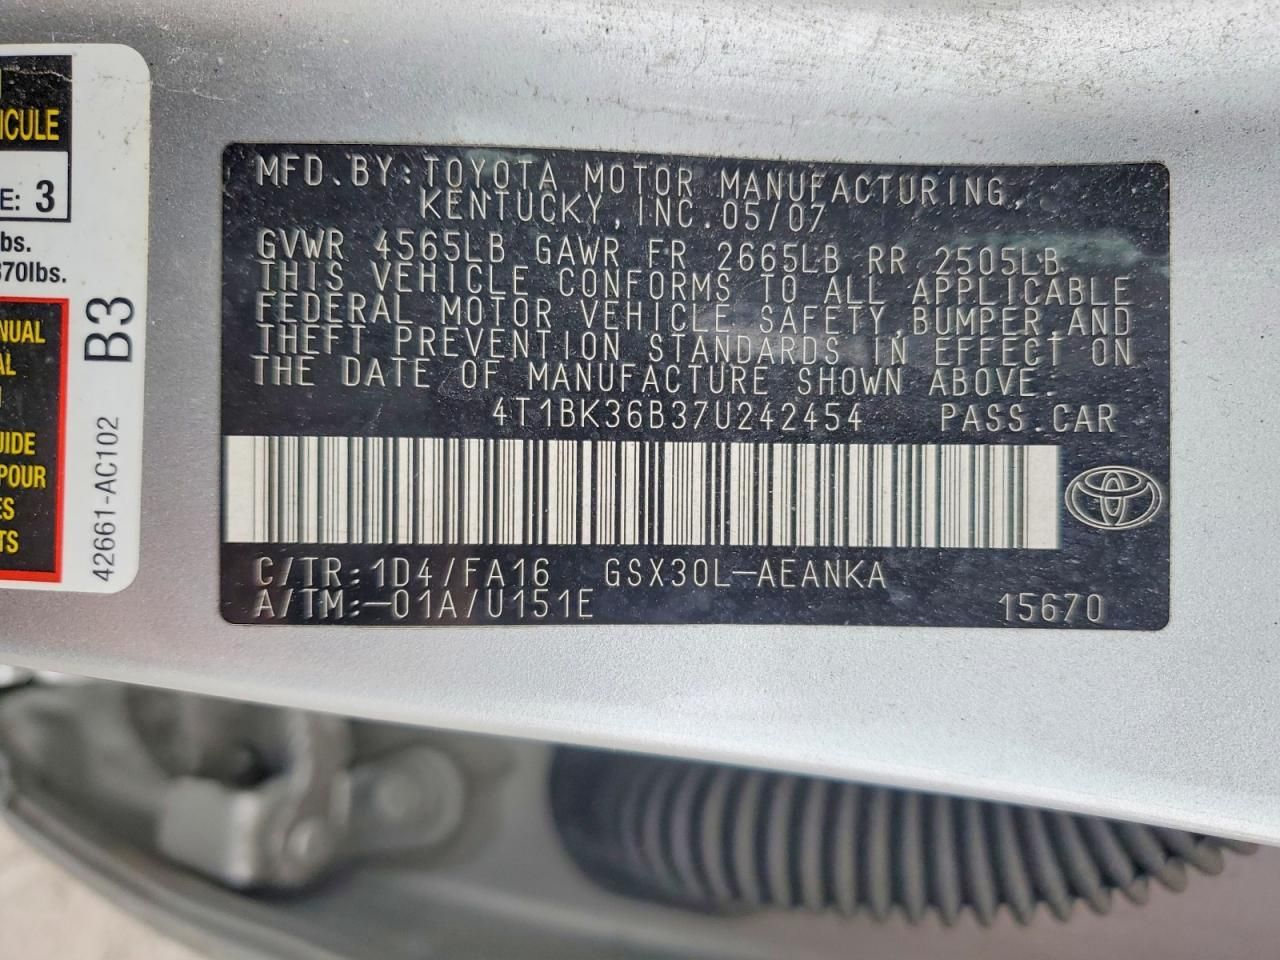 ICULE
E: 3
bs.
370lbs.
NUAL
AL
UIDE
POUR
ES
TS
B3
42661-AC102
MFD.BY:TOYOTA MOTOR MANUFACTURING,
KENTUCKY,INC.05/07
GVWR 4565LB GAWR FR 2665LB RR 2505LB
THIS VEHICLE CONFORMS TO ALL APPLICABLE
FEDERAL MOTOR VEHICLE SAFETY,BUMPER,AND
THEFT PREVENTION STANDARDS IN EFFECT ON
THE DATE OF MANUFACTURE SHOWN ABOVE.
4T1BK36B37U242454 PASS.CAR
C/TR:1D4/FA16 GSX30L-AEANKA
A/TM:-01A/U151E 15670